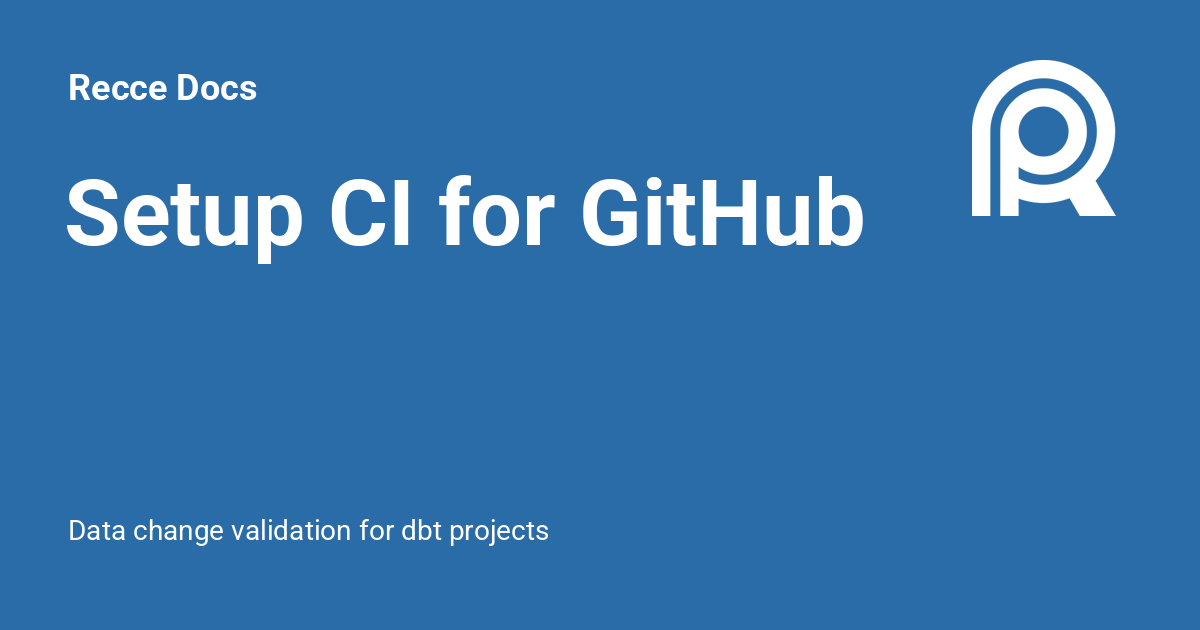 Recce Docs
Setup CI for GitHub
Data change validation for dbt projects